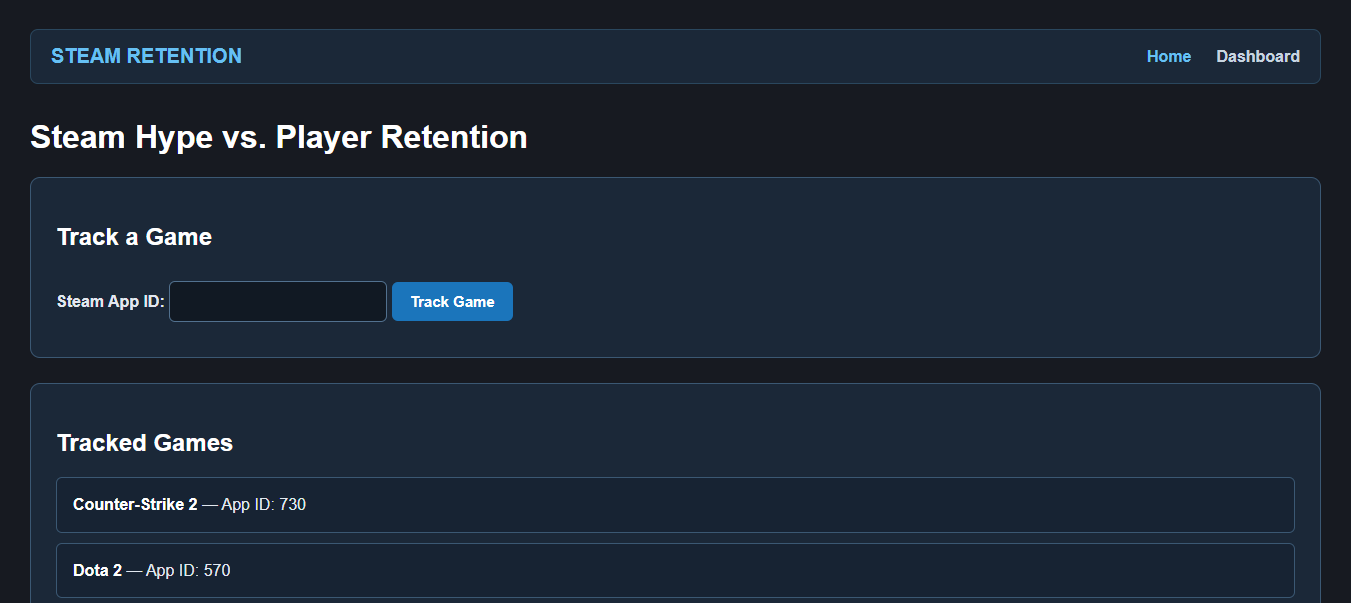 STEAM RETENTION
Home Dashboard
Steam Hype vs. Player Retention
Track a Game
Steam App ID: Track Game
Tracked Games
Counter-Strike 2 — App ID: 730
Dota 2 — App ID: 570